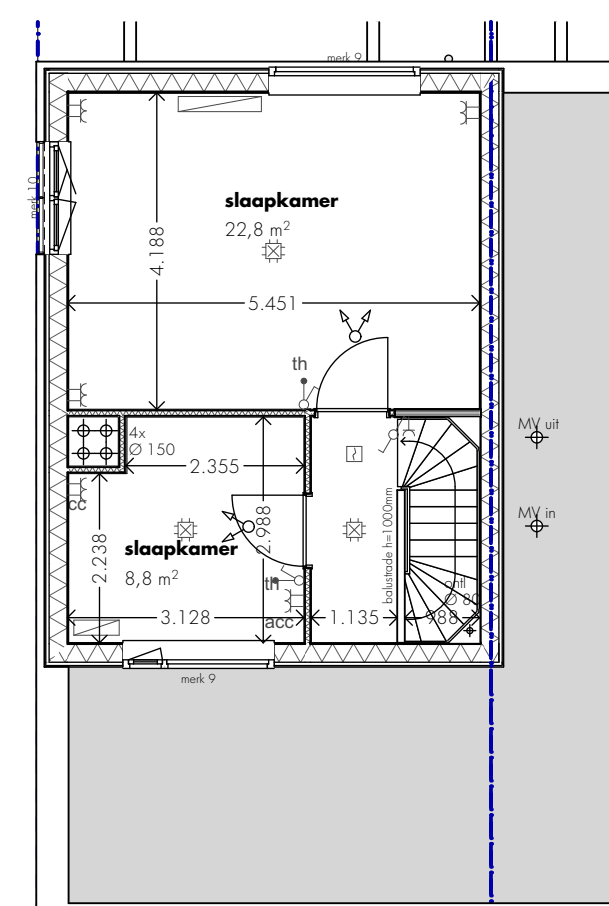 merk 9
merk 10
slaapkamer
22,8 m²
4.188
5.451
th
4x
Ø 150
2.355
MV uit
cc
2.988
MV in
slaapkamer
8,8 m²
2.238
th
balustrade h=1000mm
ontl
Ø 80
3.128
acc
1.135
988
merk 9